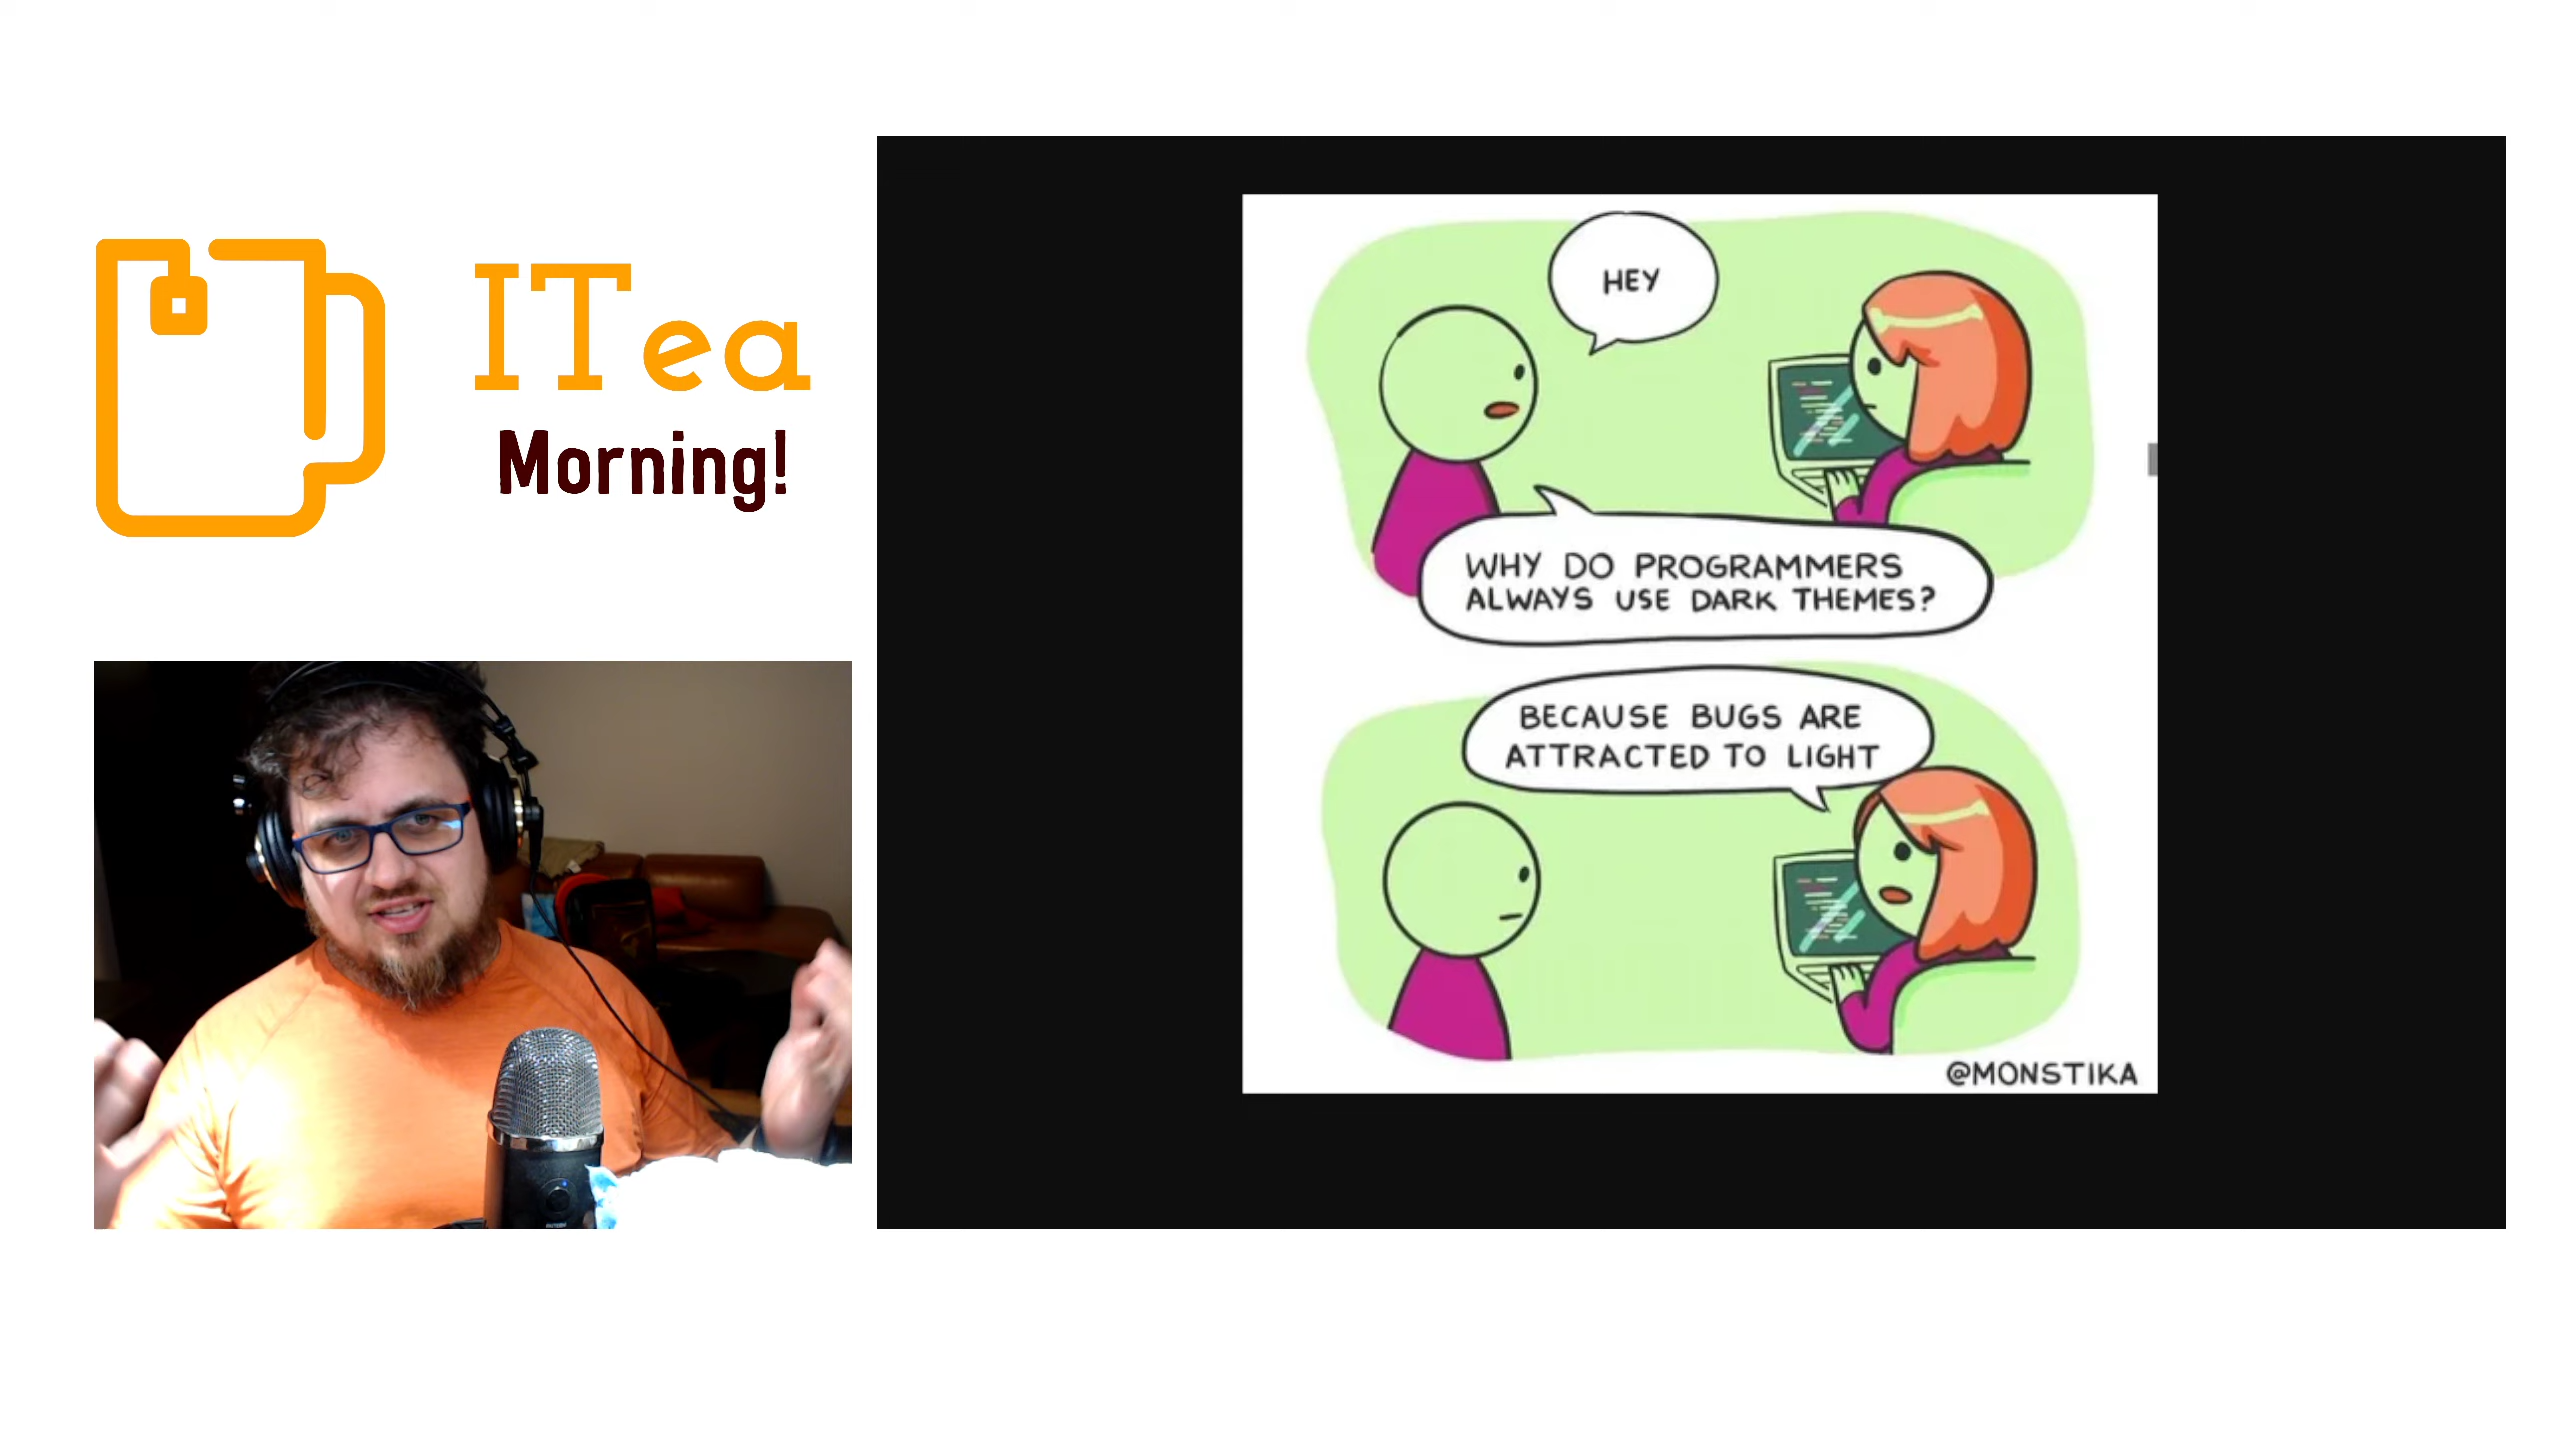 ITea
Morning!
HEY
WHY DO PROGRAMMERS
ALWAYS USE DARK THEMES?
BECAUSE BUGS ARE
ATTRACTED TO LIGHT
@MONSTIKA